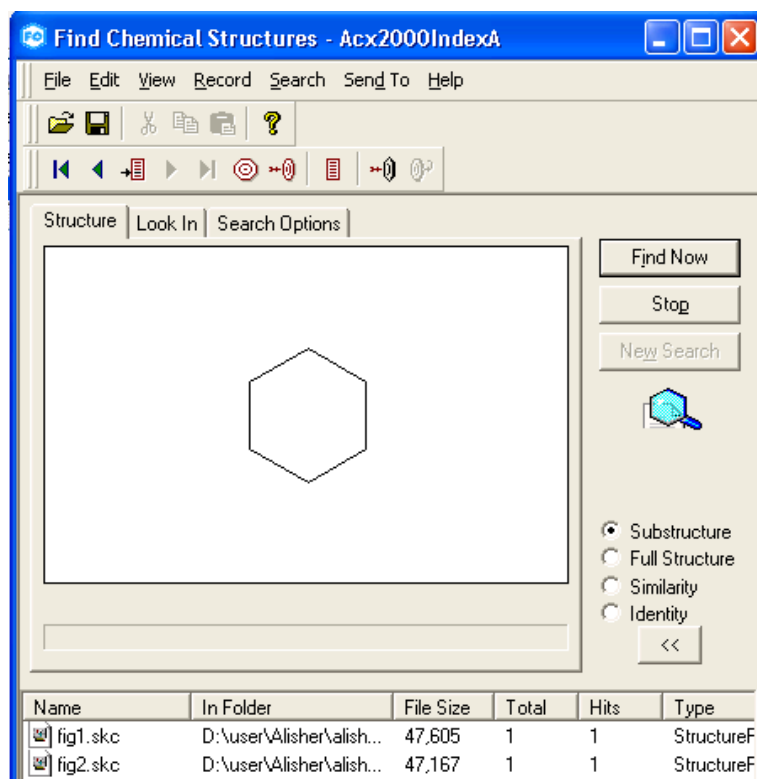 Find Chemical Structures - Acx2000IndexA
File Edit View Record Search Send To Help
Structure Look In Search Options
Find Now
Stop
New Search
Substructure
Full Structure
Similarity
Identity
<<
Name In Folder File Size Total Hits Type
fig1.skc D:\user\Alisher\alish... 47,605 1 1 StructureF
fig2.skc D:\user\Alisher\alish... 47,167 1 1 StructureF